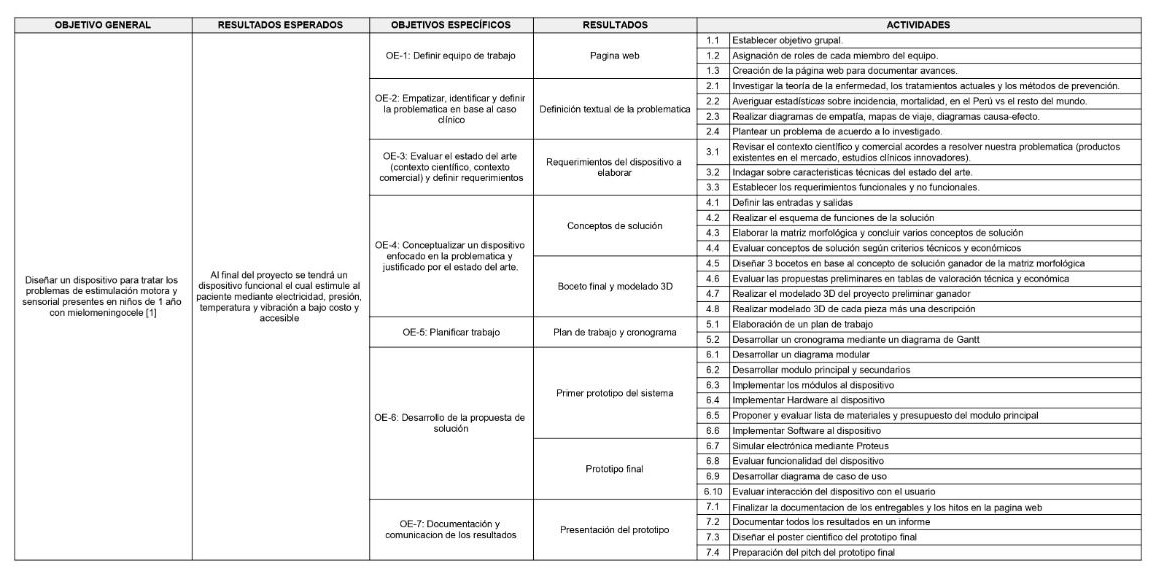 OBJETIVO GENERAL
RESULTADOS ESPERADOS
OBJETIVOS ESPECÍFICOS
RESULTADOS
ACTIVIDADES
Diseñar un dispositivo para tratar los
problemas de estimulación motora y
sensorial presentes en niños de 1 año
con mielomeningocele [1]
Al final del proyecto se tendrá un
dispositivo funcional el cual estimule al
paciente mediante electricidad, presión,
temperatura y vibración a bajo costo y
accesible
OE-1: Definir equipo de trabajo
Pagina web
1.1 Establecer objetivo grupal.
1.2 Asignación de roles de cada miembro del equipo.
1.3 Creación de la página web para documentar avances.
OE-2: Empatizar, identificar y definir
la problematica en base al caso
clínico
Definición textual de la problematica
2.1 Investigar la teoría de la enfermedad, los tratamientos actuales y los métodos de prevención.
2.2 Averiguar estadísticas sobre incidencia, mortalidad, en el Perú vs el resto del mundo.
2.3 Realizar diagramas de empatía, mapas de viaje, diagramas causa-efecto.
2.4 Plantear un problema de acuerdo a lo investigado.
OE-3: Evaluar el estado del arte
(contexto científico, contexto
comercial) y definir requerimientos
Requerimientos del dispositivo a
elaborar
3.1 Revisar el contexto científico y comercial acordes a resolver nuestra problematica (productos
existentes en el mercado, estudios clínicos innovadores).
3.2 Indagar sobre caracteristicas técnicas del estado del arte.
3.3 Establecer los requerimientos funcionales y no funcionales.
OE-4: Conceptualizar un dispositivo
enfocado en la problematica y
justificado por el estado del arte.
Conceptos de solución
4.1 Definir las entradas y salidas
4.2 Realizar el esquema de funciones de la solución
4.3 Elaborar la matriz morfológica y concluir varios conceptos de solución
4.4 Evaluar conceptos de solución según criterios técnicos y económicos
Boceto final y modelado 3D
4.5 Diseñar 3 bocetos en base al concepto de solución ganador de la matriz morfológica
4.6 Evaluar las propuestas preliminares en tablas de valoración técnica y económica
4.7 Realizar el modelado 3D del proyecto preliminar ganador
4.8 Realizar modelado 3D de cada pieza más una descripción
OE-5: Planificar trabajo
Plan de trabajo y cronograma
5.1 Elaboración de un plan de trabajo
5.2 Desarrollar un cronograma mediante un diagrama de Gantt
OE-6: Desarrollo de la propuesta de
solución
Primer prototipo del sistema
6.1 Desarrollar un diagrama modular
6.2 Desarrollar modulo principal y secundarios
6.3 Implementar los módulos al dispositivo
6.4 Implementar Hardware al dispositivo
6.5 Proponer y evaluar lista de materiales y presupuesto del modulo principal
6.6 Implementar Software al dispositivo
Prototipo final
6.7 Simular electrónica mediante Proteus
6.8 Evaluar funcionalidad del dispositivo
6.9 Desarrollar diagrama de caso de uso
6.10 Evaluar interacción del dispositivo con el usuario
OE-7: Documentación y
comunicacion de los resultados
Presentación del prototipo
7.1 Finalizar la documentacion de los entregables y los hitos en la pagina web
7.2 Documentar todos los resultados en un informe
7.3 Diseñar el poster cientifico del prototipo final
7.4 Preparación del pitch del prototipo final